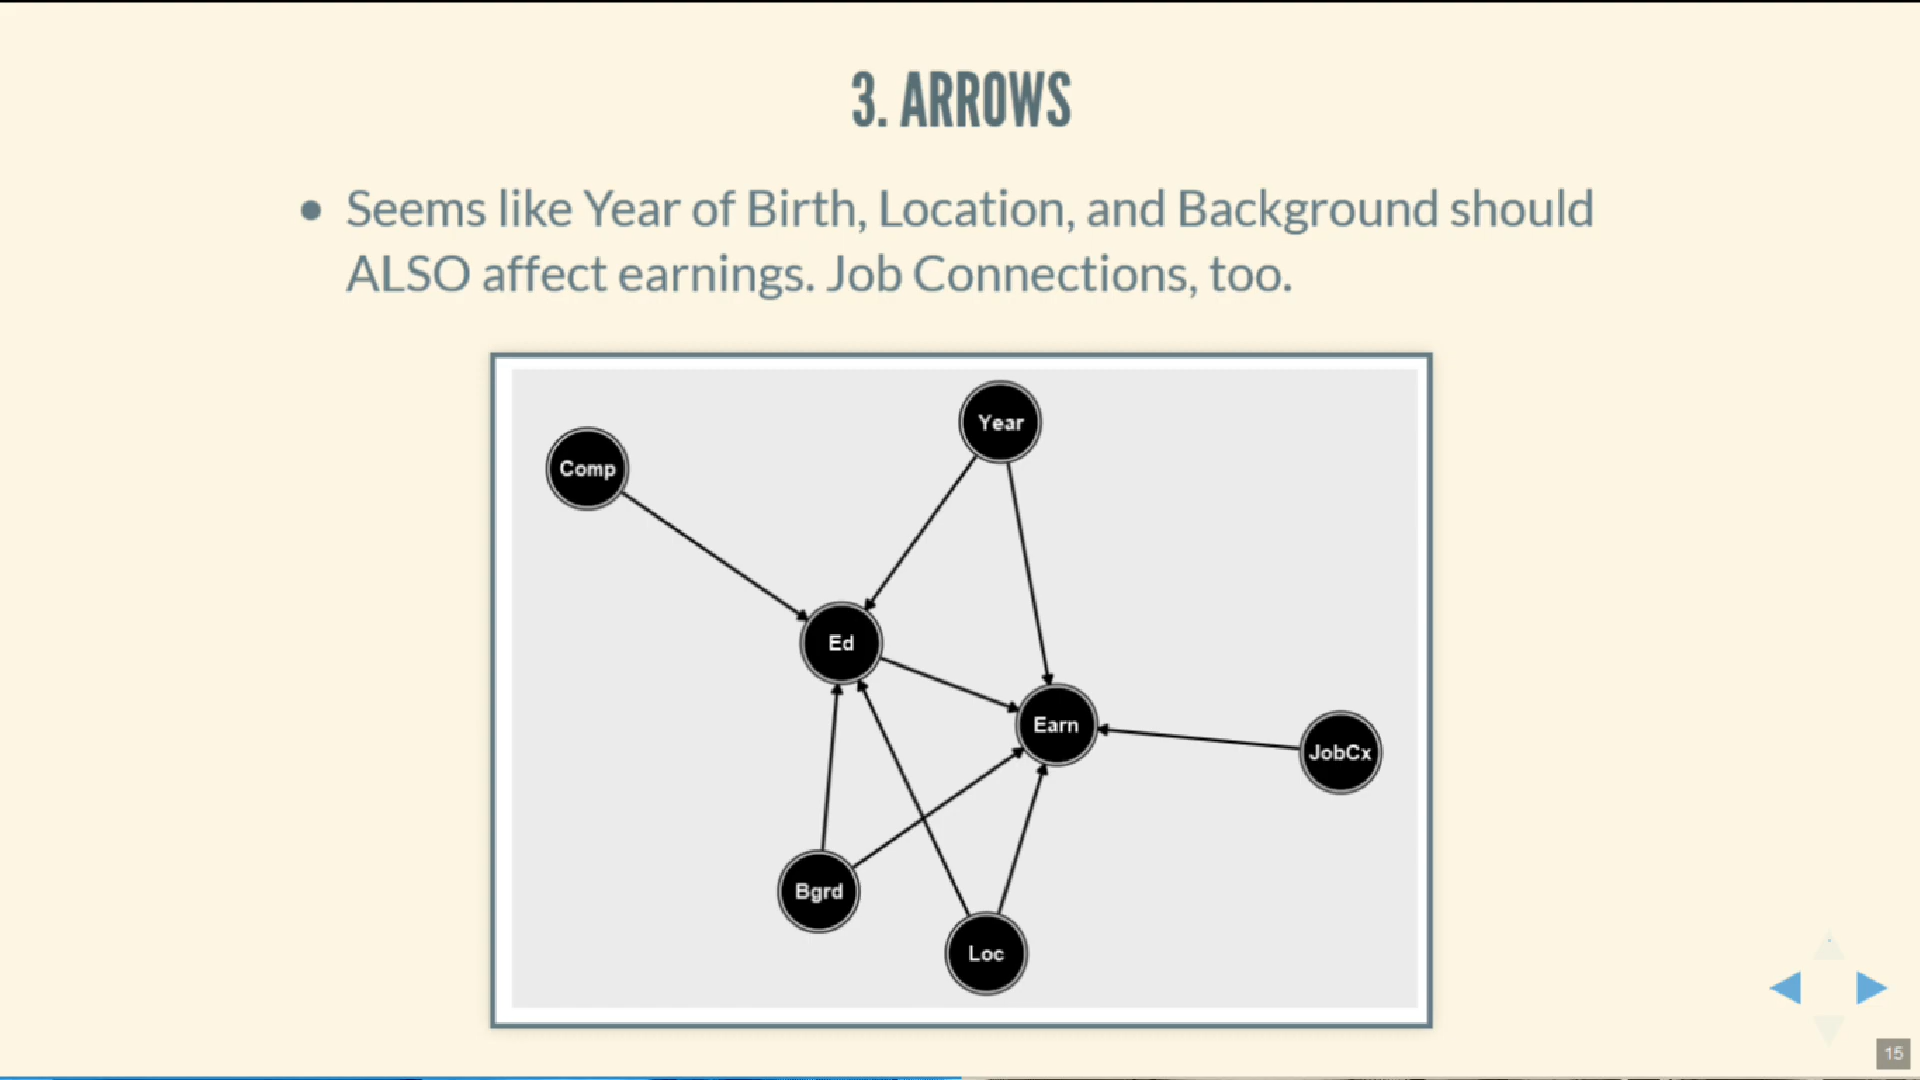 3. ARROWS
• Seems like Year of Birth, Location, and Background should
ALSO affect earnings. Job Connections, too.
Year
Comp
Ed
Earn
JobCx
Bgrd
Loc
15